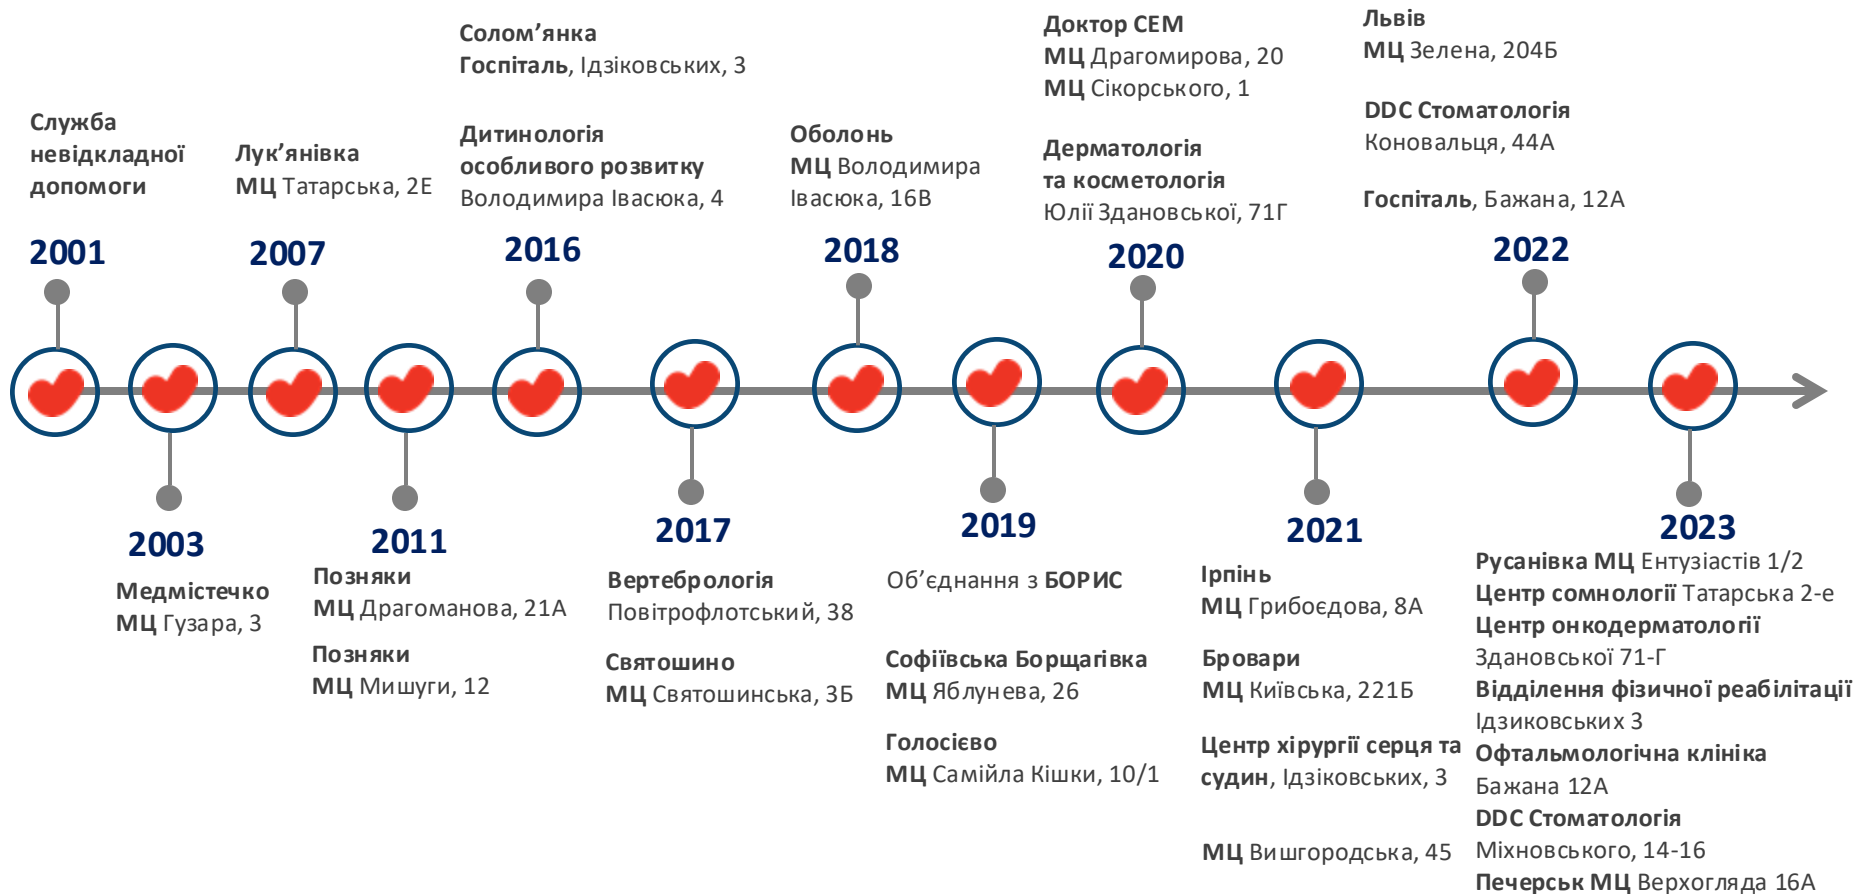 Служба
невідкладної
допомоги
2001
2003
Медмістечко
МЦ Гузара, 3
Лук’янівка
МЦ Татарська, 2Е
2007
2011
Позняки
МЦ Драгоманова, 21А
Позняки
МЦ Мишуги, 12
Солом’янка
Госпіталь, Ідзіковських, 3
Дитинологія
особливого розвитку
Володимира Івасюка, 4
2016
2017
Вертебрологія
Повітрофлотський, 38
Святошино
МЦ Святошинська, 3Б
Оболонь
МЦ Володимира
Івасюка, 16В
2018
2019
Об’єднання з БОРИС
Софіївська Борщагівка
МЦ Яблунева, 26
Голосієво
МЦ Самійла Кішки, 10/1
Доктор СЕМ
МЦ Драгомирова, 20
МЦ Сікорського, 1
Дерматологія
та косметологія
Юлії Здановської, 71Г
2020
2021
Ірпінь
МЦ Грибоєдова, 8А
Бровари
МЦ Київська, 221Б
Центр хірургії серця та
судин, Ідзіковських, 3
МЦ Вишгородська, 45
Львів
МЦ Зелена, 204Б
DDC Стоматологія
Коновальця, 44А
Госпіталь, Бажана, 12А
2022
2023
Русанівка МЦ Ентузіастів 1/2
Центр сомнології Татарська 2-е
Центр онкодерматології
Здановської 71-Г
Відділення фізичної реабілітації
Ідзиковських 3
Офтальмологічна клініка
Бажана 12А
DDC Стоматологія
Міхновського, 14-16
Печерськ МЦ Верхогляда 16А